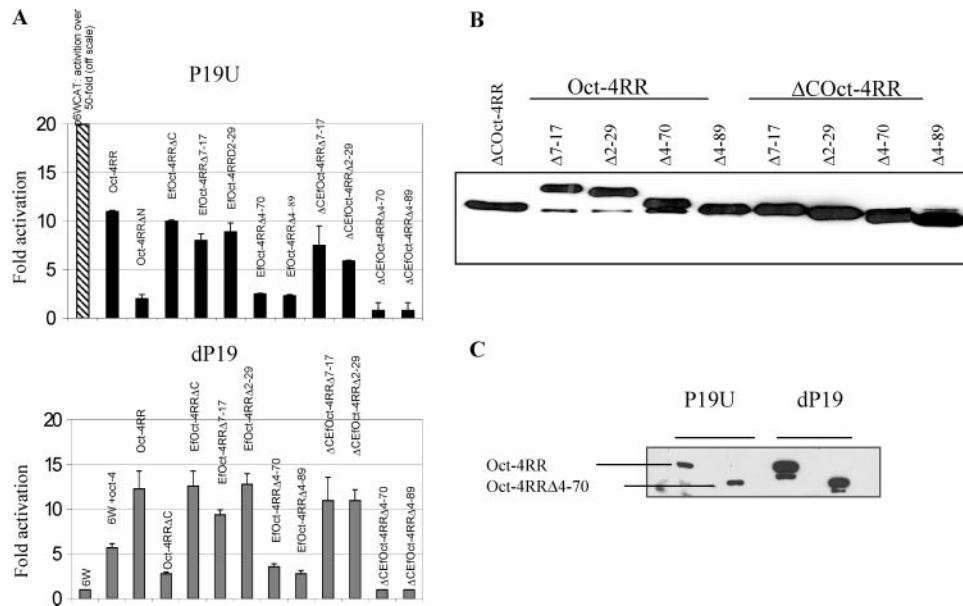 A
p6WCAT: activition over
50-fold (off scale)
P19U
Fold activation
20
15
10
5
0
Oct-4RR
Oct-4RRΔN
EfOct-4RRΔC
EfOct-4RRΔ7-17
EfOct-4RRD2-29
EfOct-4RRΔ4-70
EfOct-4RRΔ4-89
ΔCEfOct-4RRΔ7-17
ΔCEfOct-4RRΔ2-29
ΔCEfOct-4RRΔ4-70
ΔCEfOct-4RRΔ4-89
dP19
Fold activation
20
15
10
5
0
6W
6W +oct-4
Oct-4RR
Oct-4RRΔC
EfOct-4RRΔC
EfOct-4RRΔ7-17
EfOct-4RRΔ2-29
EfOct-4RRΔ4-70
EfOct-4RRΔ4-89
ΔCEfOct-4RRΔ7-17
ΔCEfOct-4RRΔ2-29
ΔCEfOct-4RRΔ4-70
ΔCEfOct-4RRΔ4-89
B
Oct-4RR
ΔCOct-4RR
ΔCOct-4RR
Δ7-17
Δ2-29
Δ4-70
Δ4-89
Δ7-17
Δ2-29
Δ4-70
Δ4-89
C
P19U
dP19
Oct-4RR
Oct-4RRΔ4-70